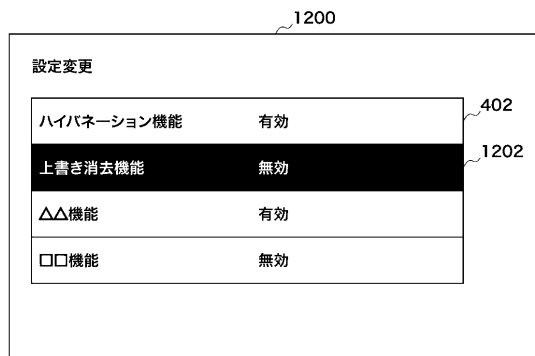 1200
設定変更
ハイバネーション機能 有効
402
上書き消去機能 無効
1202
△△機能 有効
□□機能 無効